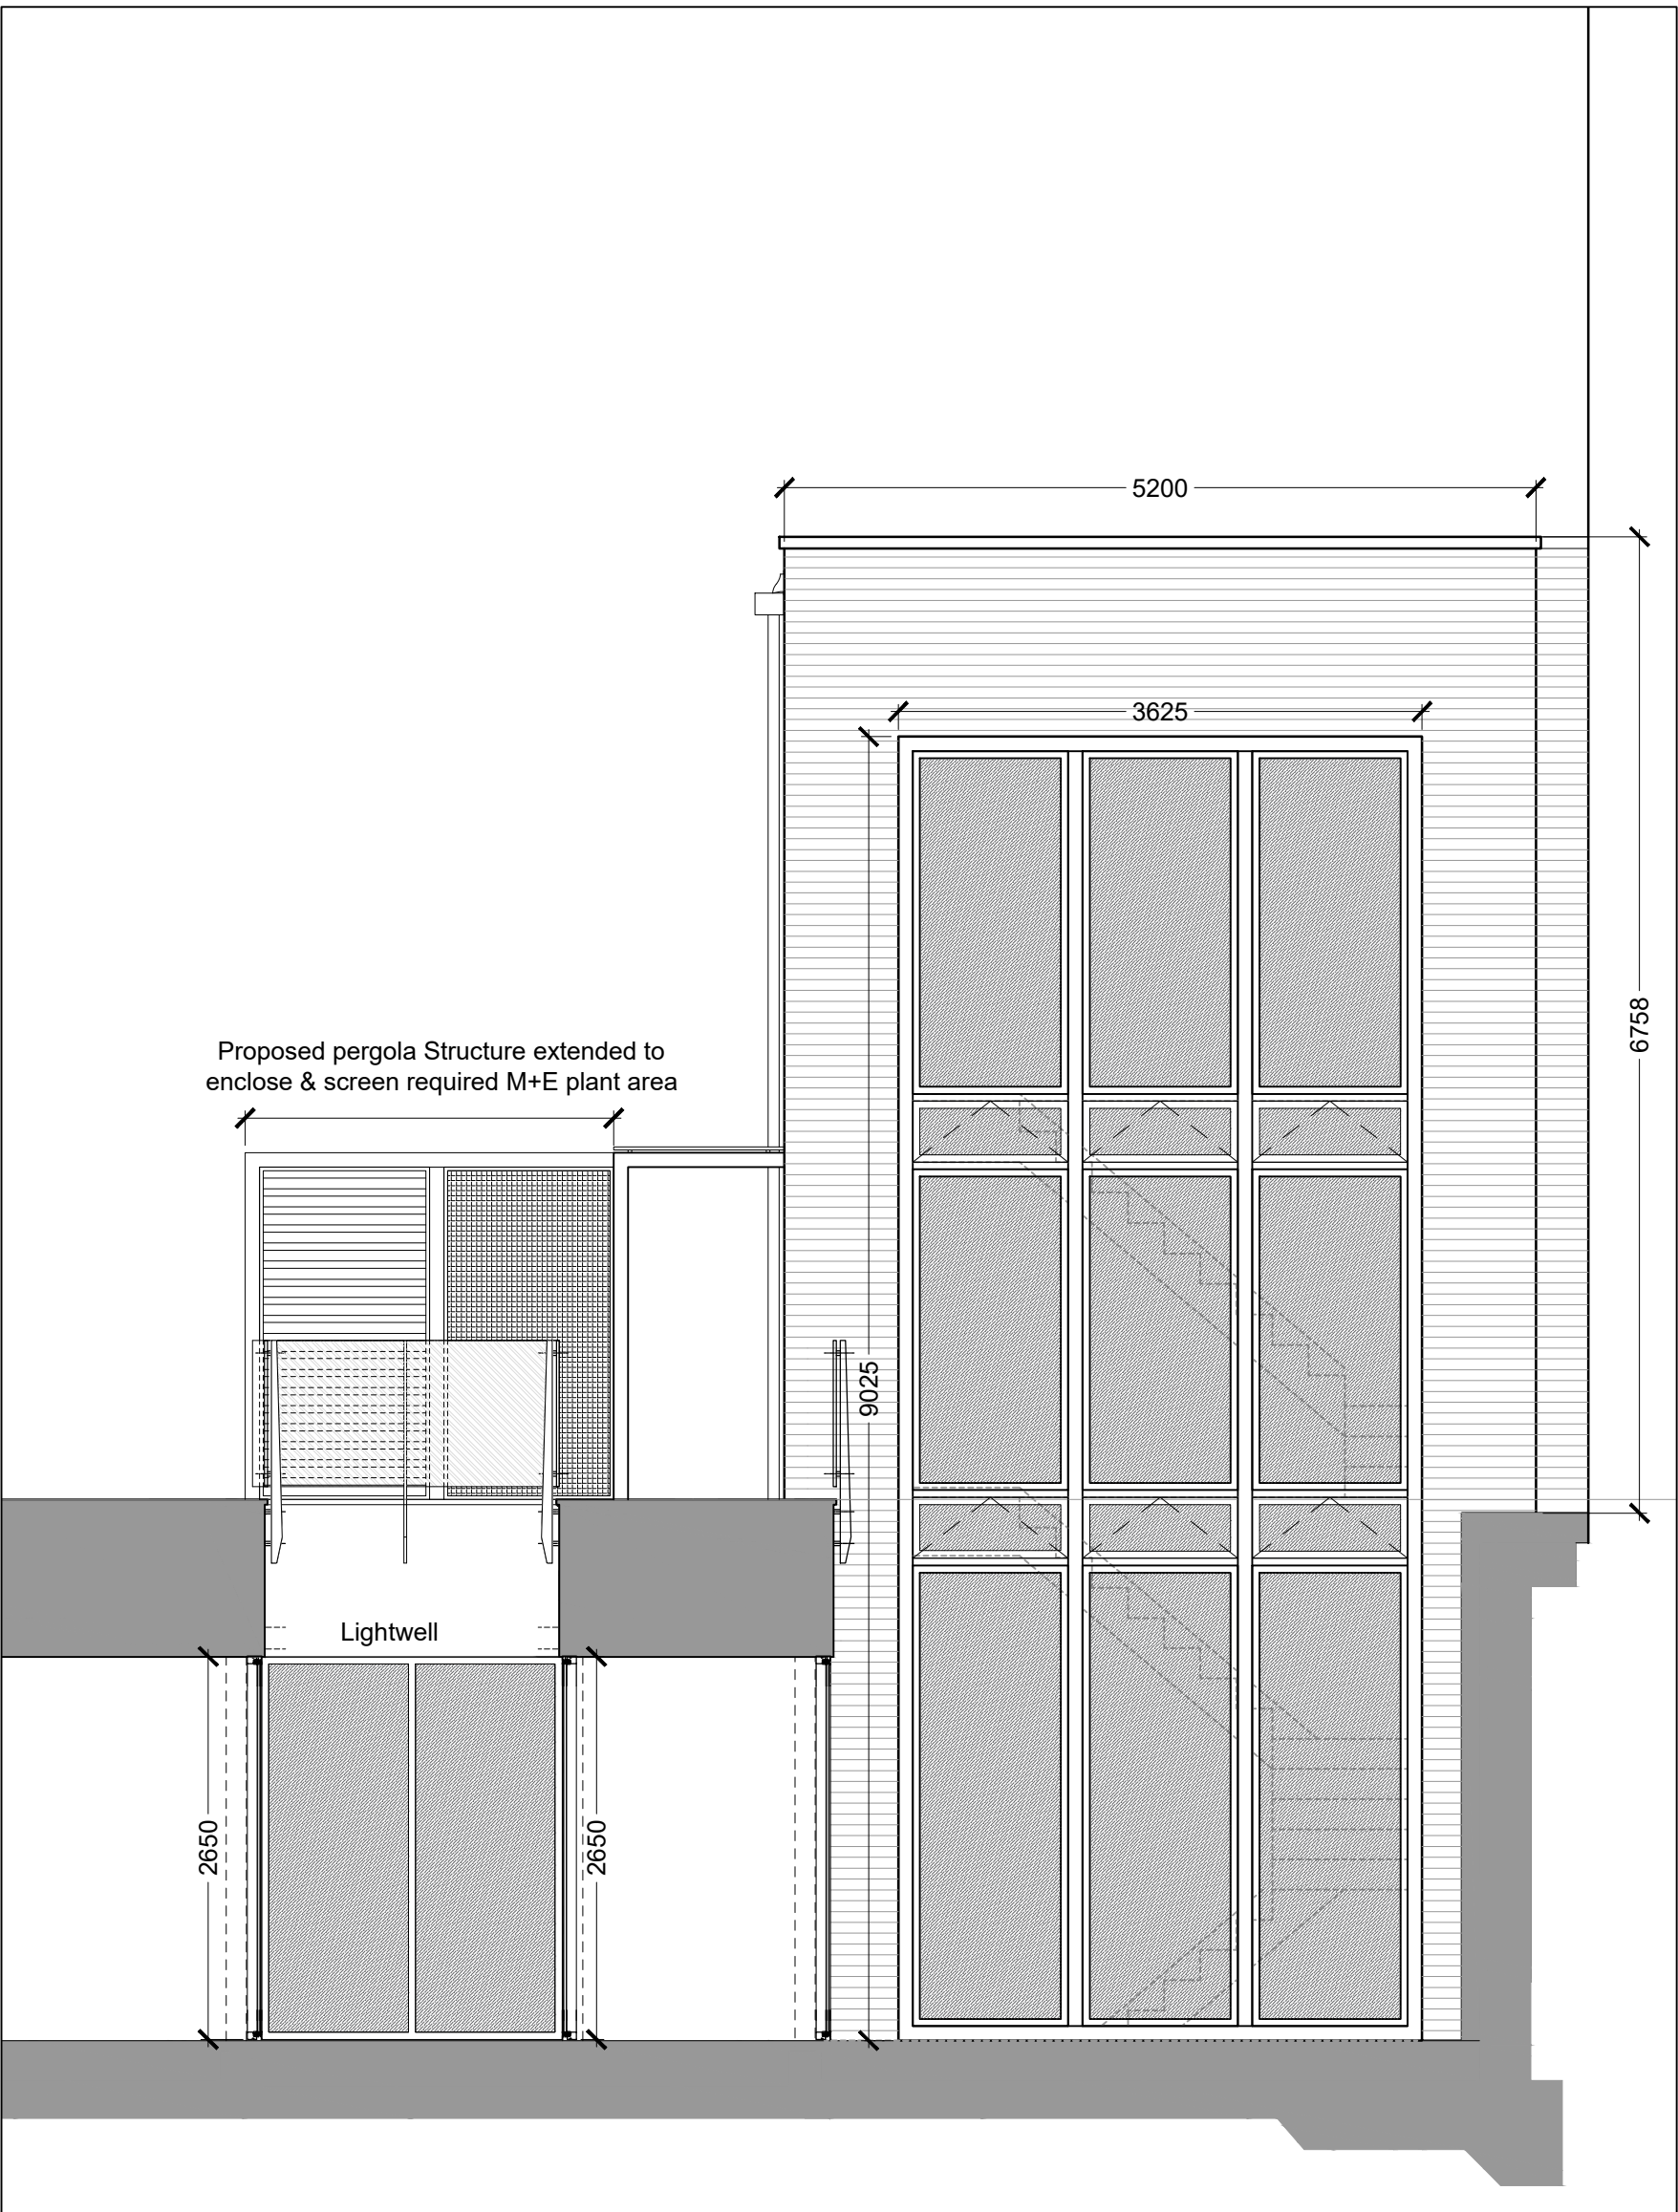 5200
3625
6758
Proposed pergola Structure extended to
enclose & screen required M+E plant area
9025
Lightwell
2650
2650